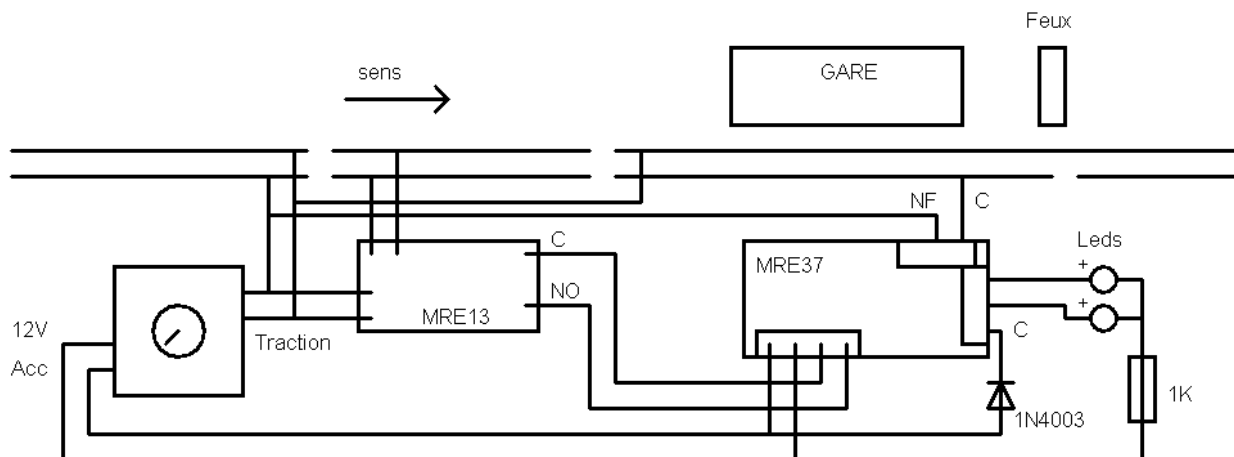 Feux
sens
GARE
NF
C
C
Leds
+
MRE37
NO
+
MRE13
12V
Traction
C
Acc
1K
1N4003